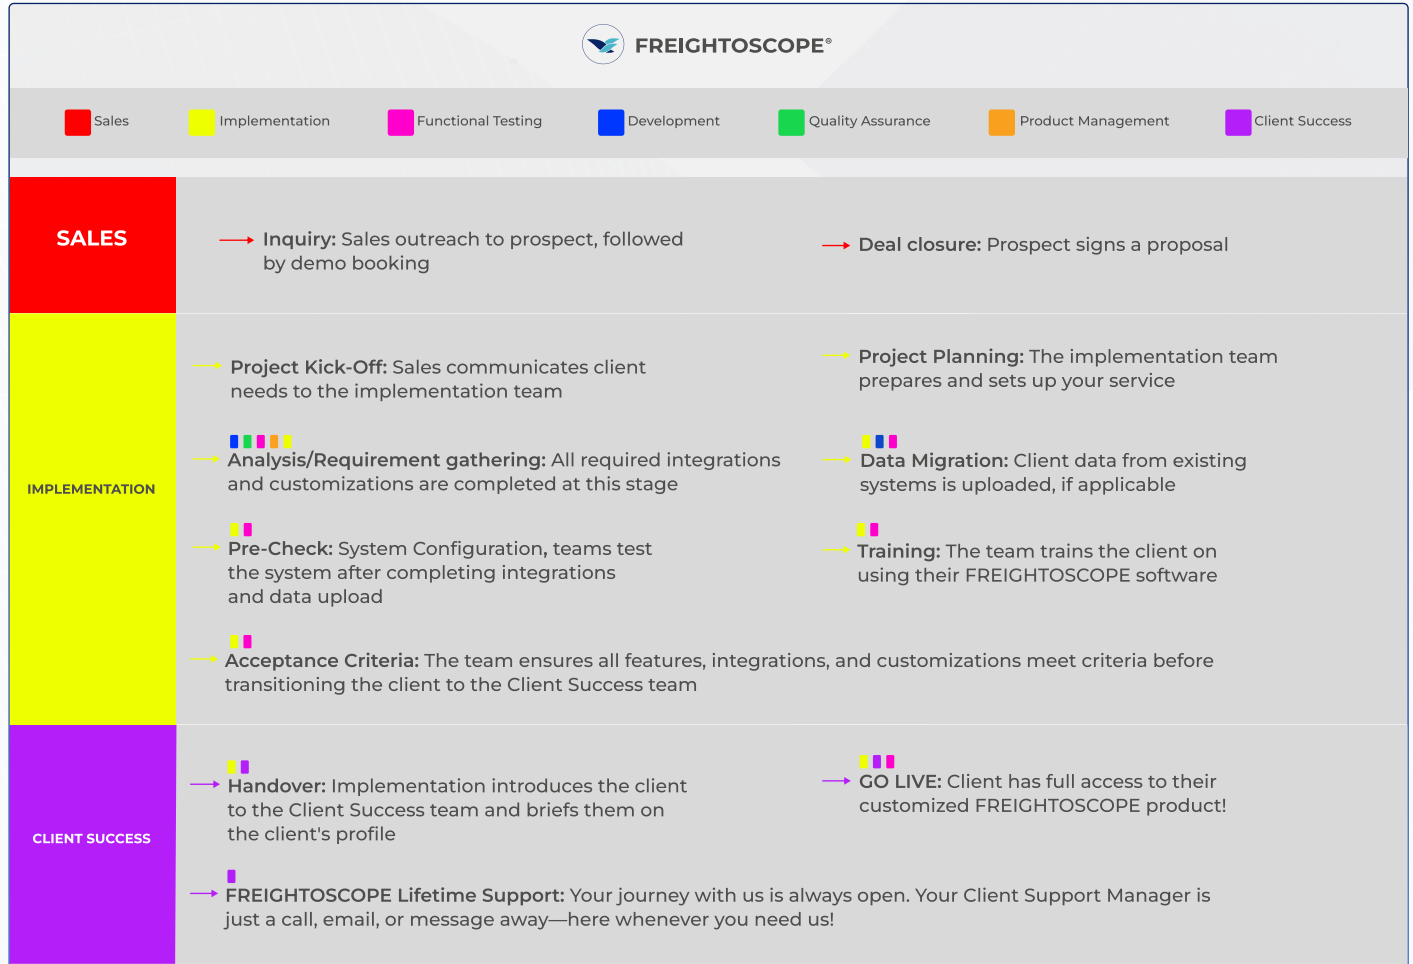 FREIGHTOSCOPE®
Sales
Implementation
Functional Testing
Development
Quality Assurance
Product Management
Client Success
SALES
Inquiry: Sales outreach to prospect, followed
by demo booking
Deal closure: Prospect signs a proposal
IMPLEMENTATION
Project Kick-Off: Sales communicates client
needs to the implementation team
Project Planning: The implementation team
prepares and sets up your service
Analysis/Requirement gathering: All required integrations
and customizations are completed at this stage
Data Migration: Client data from existing
systems is uploaded, if applicable
Pre-Check: System Configuration, teams test
the system after completing integrations
and data upload
Training: The team trains the client on
using their FREIGHTOSCOPE software
Acceptance Criteria: The team ensures all features, integrations, and customizations meet criteria before
transitioning the client to the Client Success team
CLIENT SUCCESS
Handover: Implementation introduces the client
to the Client Success team and briefs them on
the client's profile
GO LIVE: Client has full access to their
customized FREIGHTOSCOPE product!
FREIGHTOSCOPE Lifetime Support: Your journey with us is always open. Your Client Support Manager is
just a call, email, or message away—here whenever you need us!